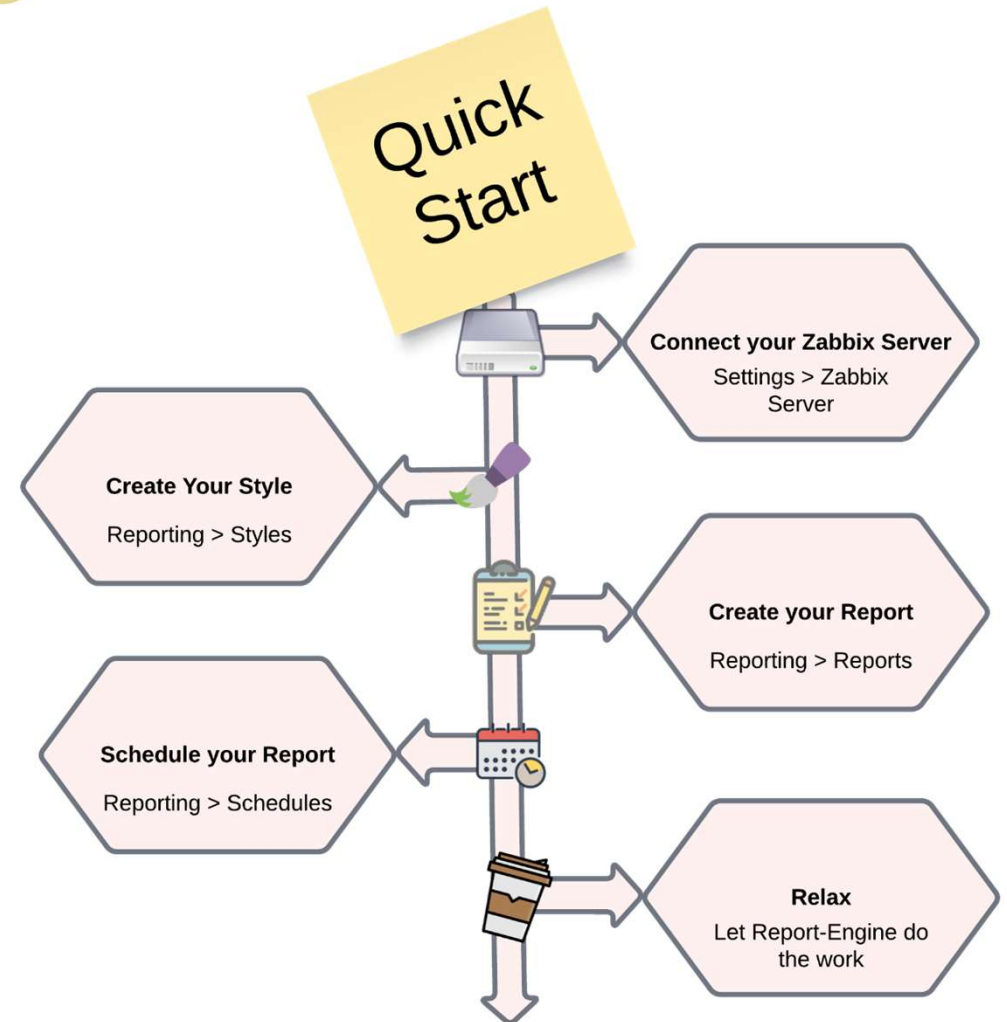 Quick
Start
Connect your Zabbix Server
Settings > Zabbix
Server
Create Your Style
Reporting > Styles
Create your Report
Reporting > Reports
Schedule your Report
Reporting > Schedules
Relax
Let Report-Engine do
the work